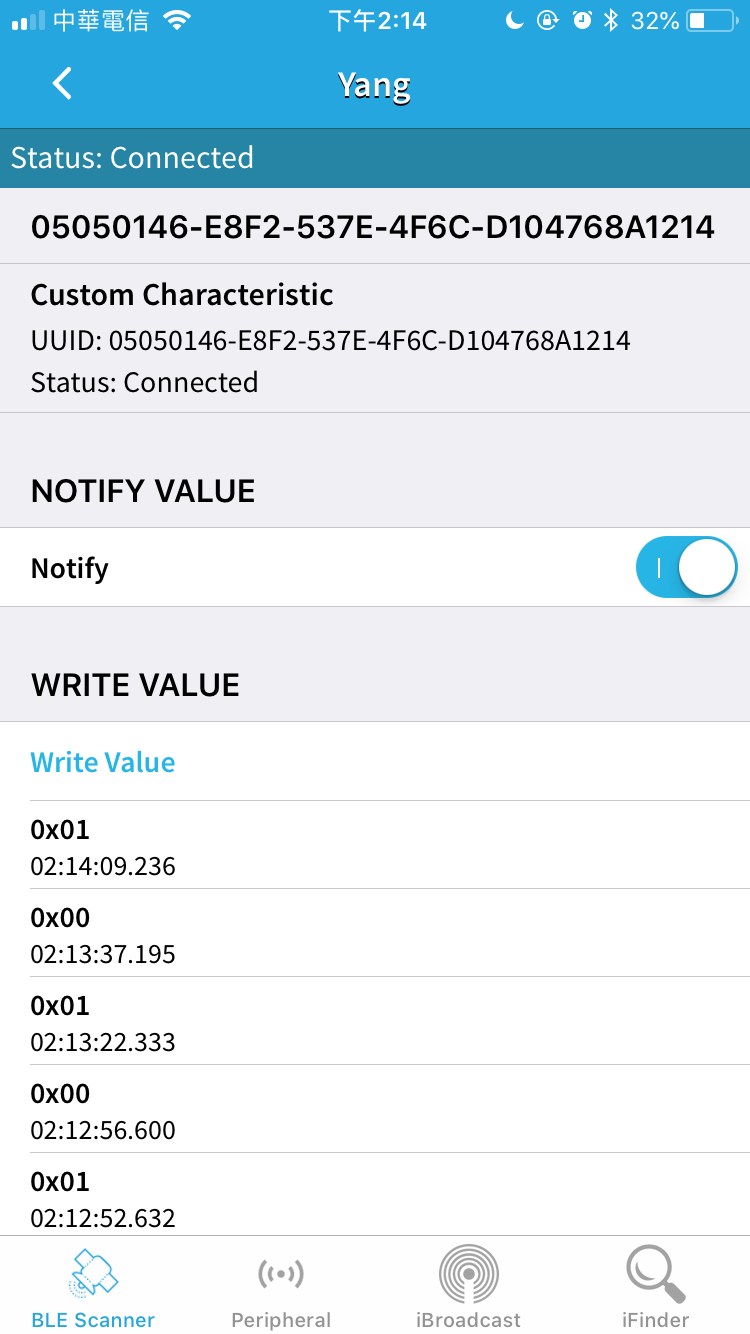 中華電信 下午2:14 32%
Yang
Status: Connected
05050146-E8F2-537E-4F6C-D104768A1214
Custom Characteristic
UUID: 05050146-E8F2-537E-4F6C-D104768A1214
Status: Connected
NOTIFY VALUE
Notify
WRITE VALUE
Write Value
0x01
02:14:09.236
0x00
02:13:37.195
0x01
02:13:22.333
0x00
02:12:56.600
0x01
02:12:52.632
BLE Scanner Peripheral iBroadcast iFinder